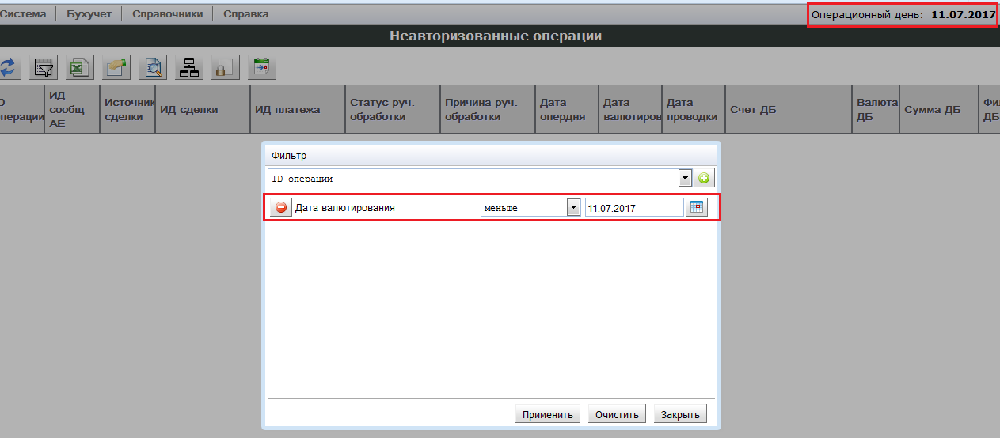 Система Бухучет Справочники Справка Операционный день: 11.07.2017
Неавторизованные операции
ИД Источник ИД сделки ИД платежа Статус руч. Причина руч. Дата Дата Дата Счет ДБ Валюта Сумма ДБ
сообщ сделки обработки обработки опердня валютиров проводки ДБ ДБ
АЕ
Фильтр
ID операции
Дата валютирования меньше 11.07.2017
Применить Очистить Закрыть